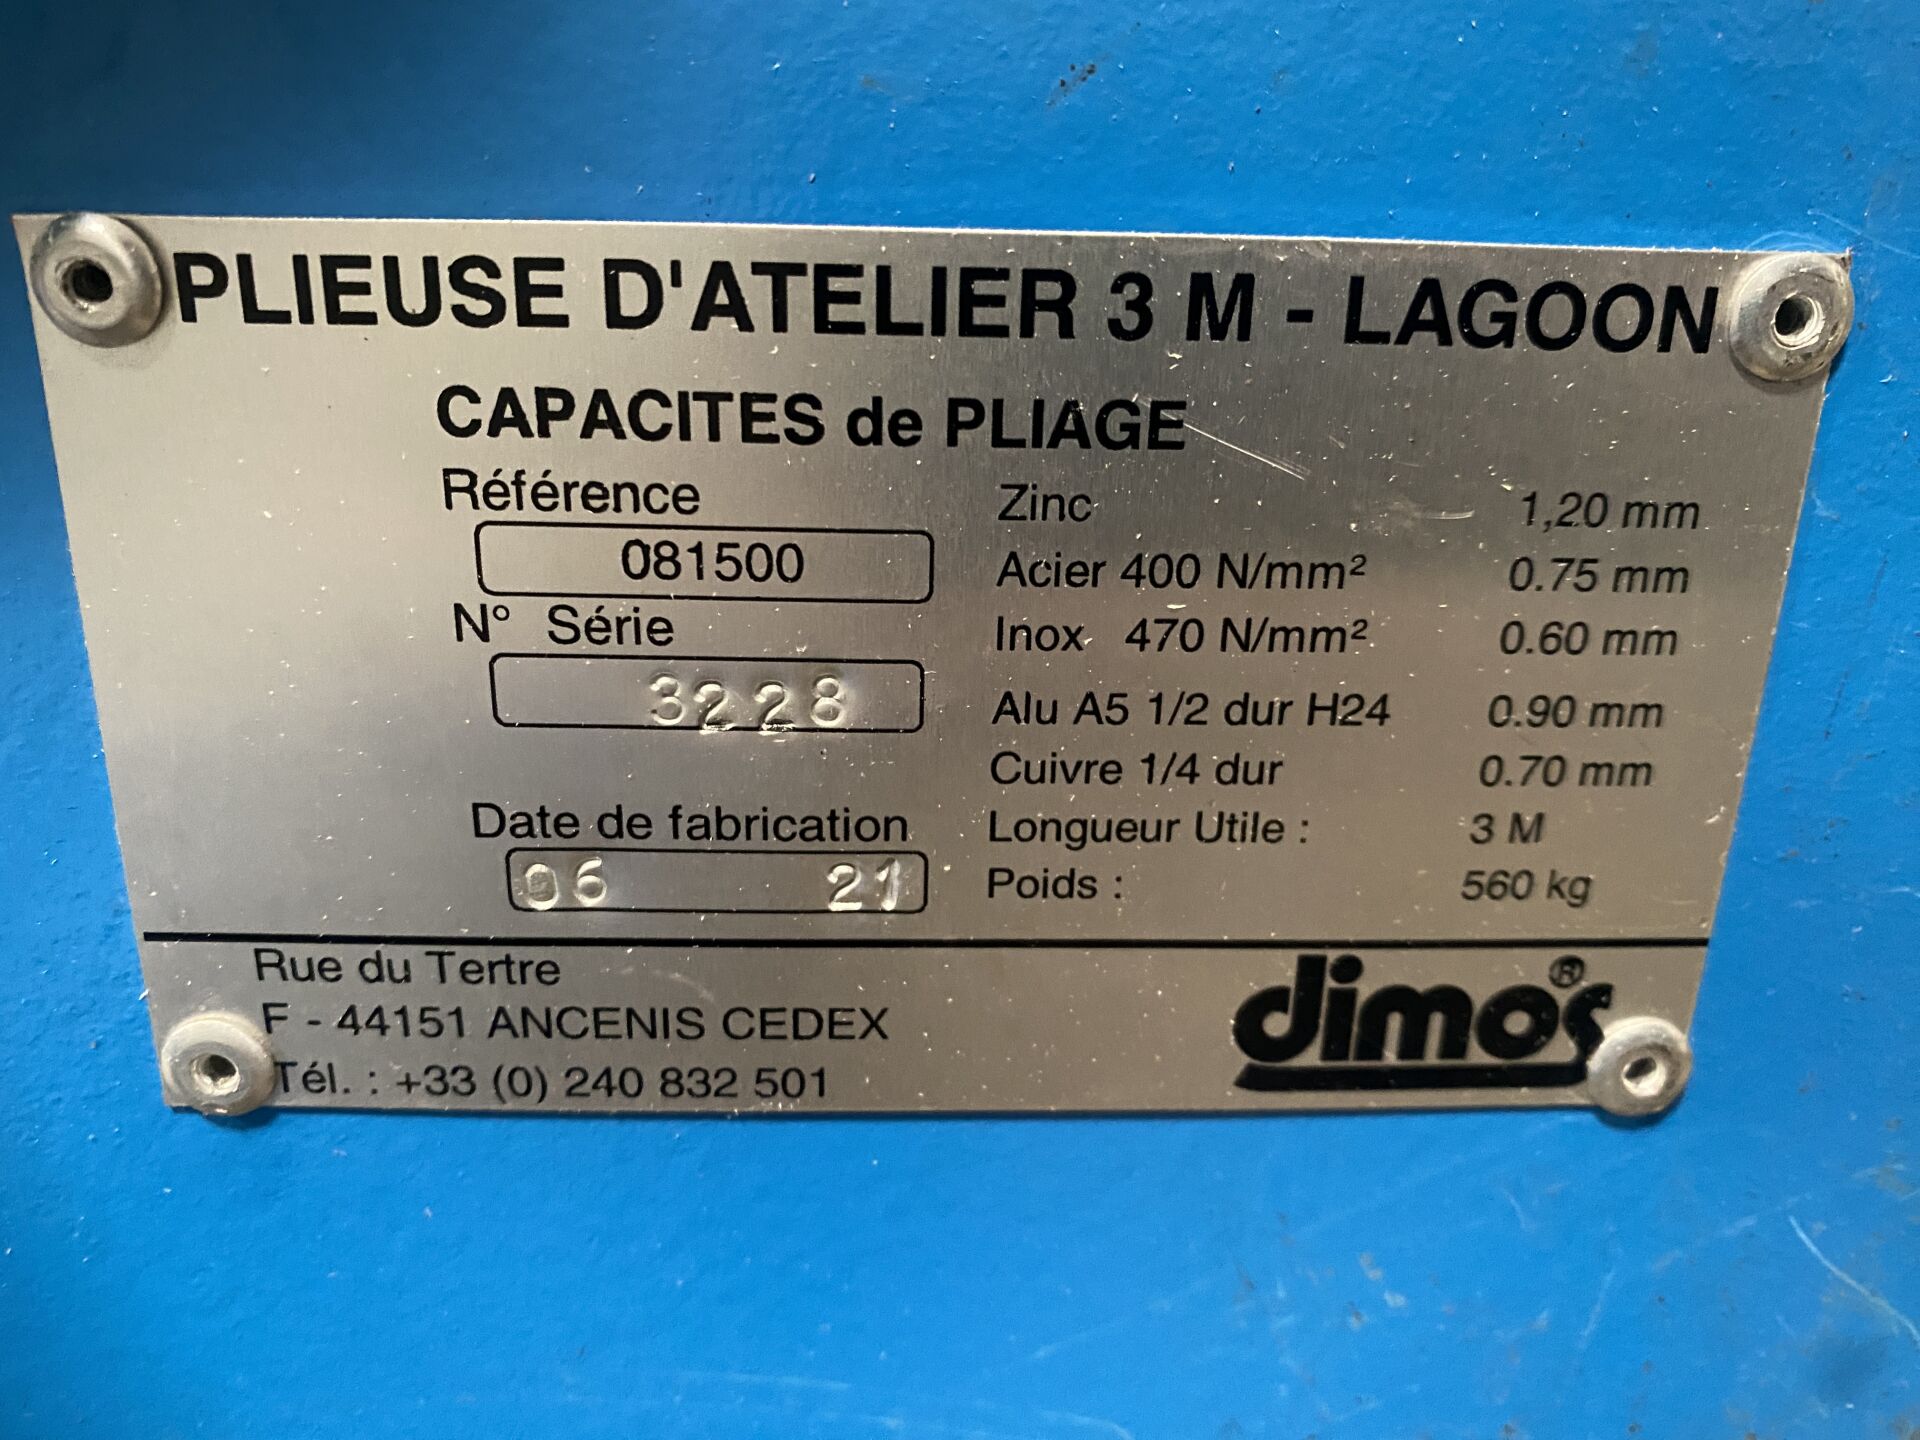 PLIEUSE D'ATELIER 3 M - LAGOON
CAPACITES de PLIAGE
Référence
081500
N° Série
3228
Date de fabrication
06 21
Zinc 1,20 mm
Acier 400 N/mm² 0.75 mm
Inox 470 N/mm² 0.60 mm
Alu A5 1/2 dur H24 0.90 mm
Cuivre 1/4 dur 0.70 mm
Longueur Utile : 3 M
Poids : 560 kg
Rue du Tertre
F - 44151 ANCENIS CEDEX
Tél. : +33 (0) 240 832 501
dimo's®